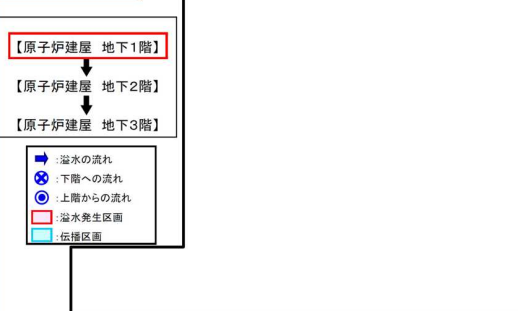 【原子炉建屋 地下1階】
【原子炉建屋 地下2階】
【原子炉建屋 地下3階】
:溢水の流れ
:下階への流れ
:上階からの流れ
:溢水発生区画
:伝播区画